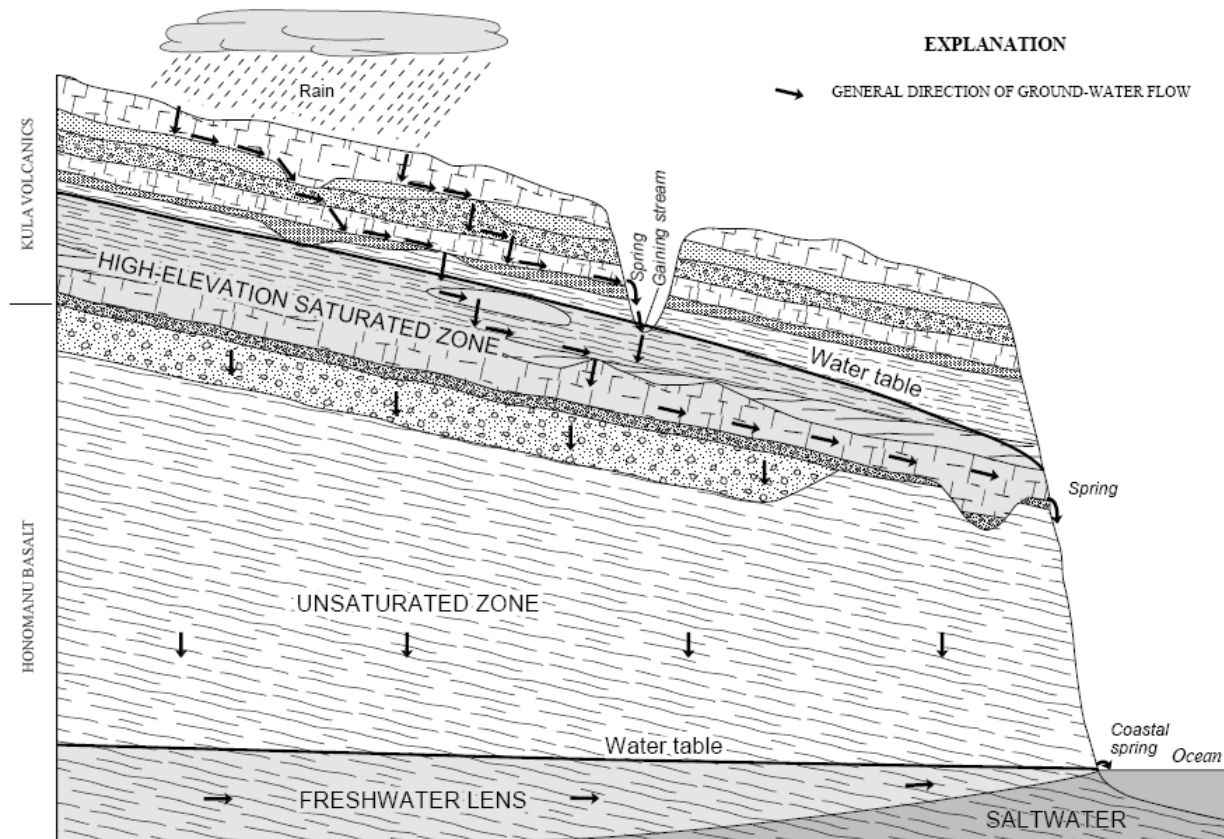 EXPLANATION
GENERAL DIRECTION OF GROUND-WATER FLOW
Rain
KULA VOLCANICS
Spring
Gaining stream
HIGH-ELEVATION SATURATED ZONE
Water table
Spring
HONOMANU BASALT
UNSATURATED ZONE
Water table
Coastal
spring
Ocean
FRESHWATER LENS
SALTWATER